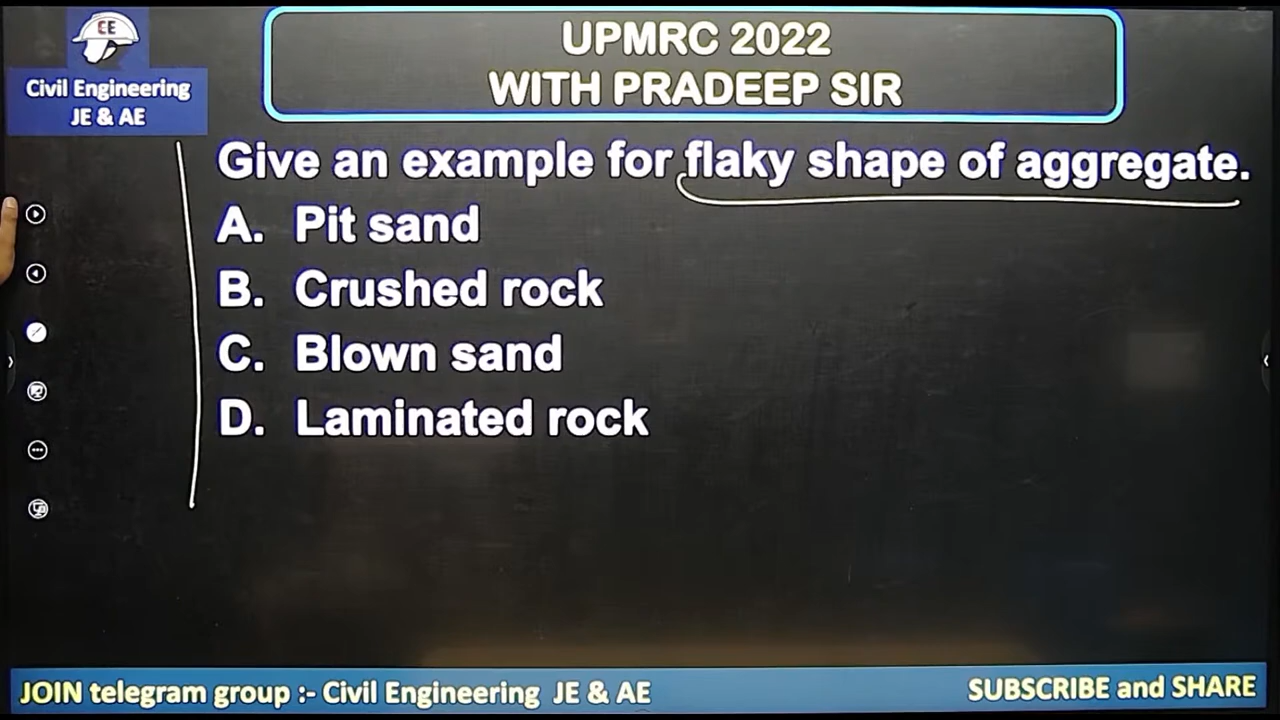 CE
Civil Engineering
JE & AE
UPMRC 2022
WITH PRADEEP SIR
Give an example for flaky shape of aggregate.
A. Pit sand
B. Crushed rock
C. Blown sand
D. Laminated rock
JOIN telegram group :- Civil Engineering JE & AE
SUBSCRIBE and SHARE